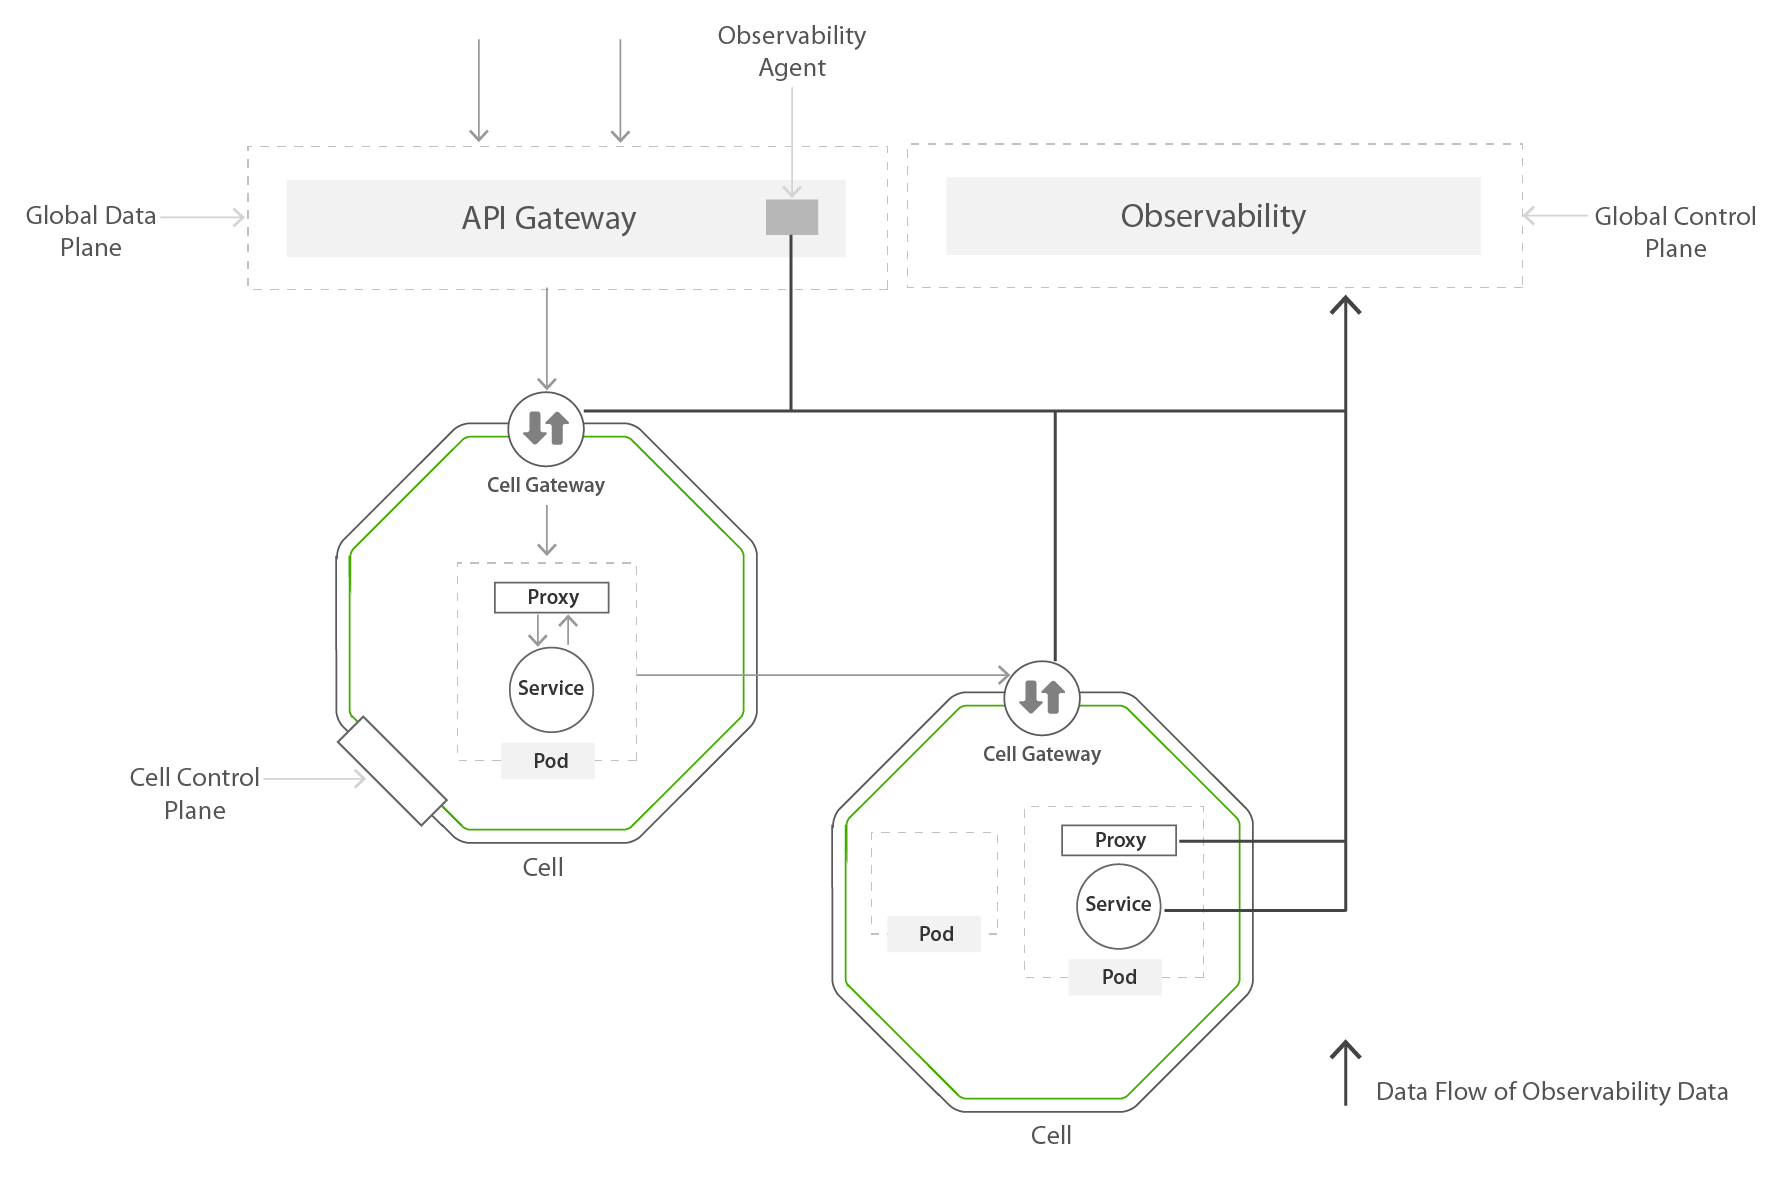 Observability
Agent
Global Data
Plane
API Gateway
Observability
Global Control
Plane
Cell Gateway
Proxy
Service
Pod
Cell Control
Plane
Cell
Cell Gateway
Proxy
Service
Pod
Pod
Data Flow of Observability Data
Cell